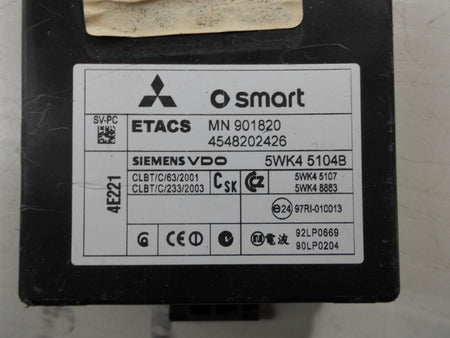 smart
SV-PC
ETACS MN 901820
4548202426
SIEMENS VDO 5WK4 5104B
4E221
CLBT/C/63/2001
CLBT/C/233/2003
CSK
5WK4 5107
5WK4 8883
e24 97RI-010013
CE
電波
92LP0669
90LP0204